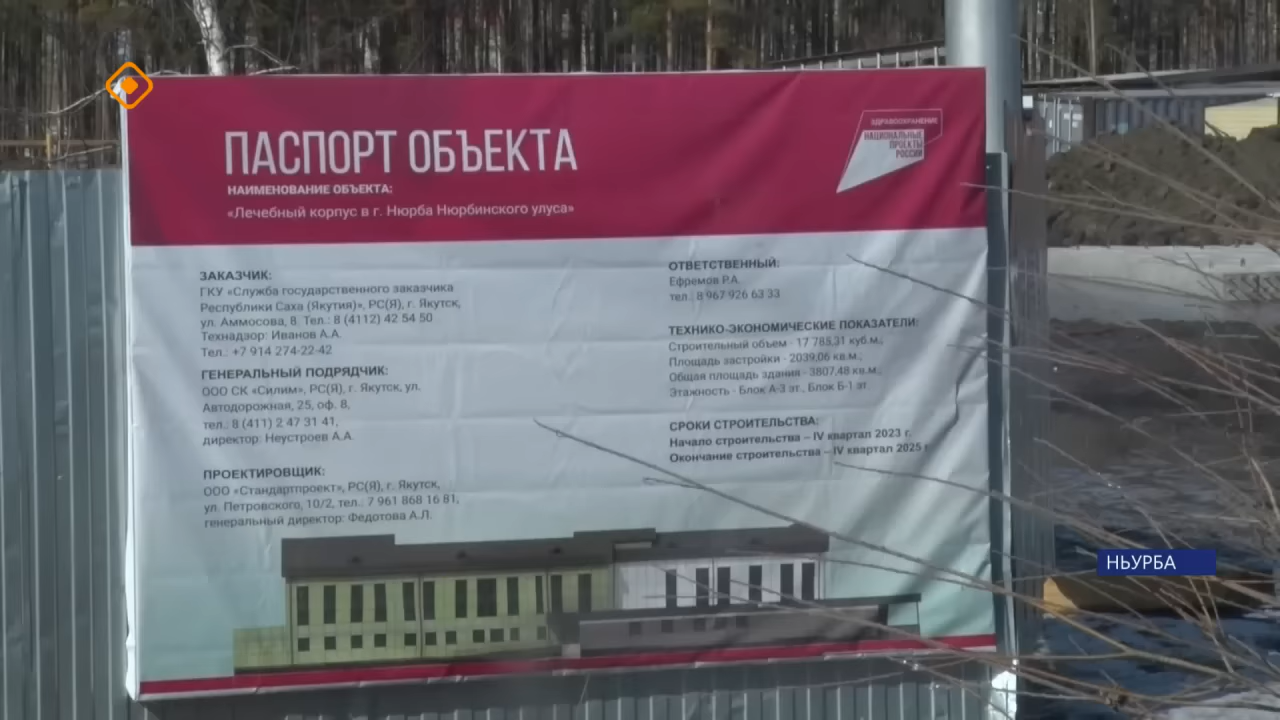 ПАСПОРТ ОБЪЕКТА
НАИМЕНОВАНИЕ ОБЪЕКТА:
«Лечебный корпус в г. Нюрба Нюрбинского улуса»
ЗДРАВООХРАНЕНИЕ
НАЦИОНАЛЬНЫЕ
ПРОЕКТЫ
РОССИИ
ЗАКАЗЧИК:
ГКУ «Служба государственного заказчика
Республики Саха (Якутия)», РС(Я), г. Якутск,
ул. Аммосова, 8. Тел.: 8 (4112) 42 54 50
Технадзор: Иванов А.А.
Тел.: +7 914 274-22-42
ГЕНЕРАЛЬНЫЙ ПОДРЯДЧИК:
ООО СК «Силим», РС(Я), г. Якутск, ул.
Автодорожная, 25, оф. 8,
тел.: 8 (411) 2 47 31 41,
директор: Неустроев А.А.
ПРОЕКТИРОВЩИК:
ООО «Стандартпроект», РС(Я), г. Якутск,
ул. Петровского, 10/2, тел.: 7 961 868 16 81,
генеральный директор: Федотова А.Л.
ОТВЕТСТВЕННЫЙ:
Ефремов Р.А.
тел.: 8 967 926 63 33
ТЕХНИКО-ЭКОНОМИЧЕСКИЕ ПОКАЗАТЕЛИ:
Строительный объем - 17 785,31 куб.м.;
Площадь застройки - 2039,06 кв.м.;
Общая площадь здания - 3807,48 кв.м.;
Этажность - Блок А-3 эт., Блок Б-1 эт.
СРОКИ СТРОИТЕЛЬСТВА:
Начало строительства – IV квартал 2023 г.
Окончание строительства – IV квартал 2025 г.
НЬУРБА